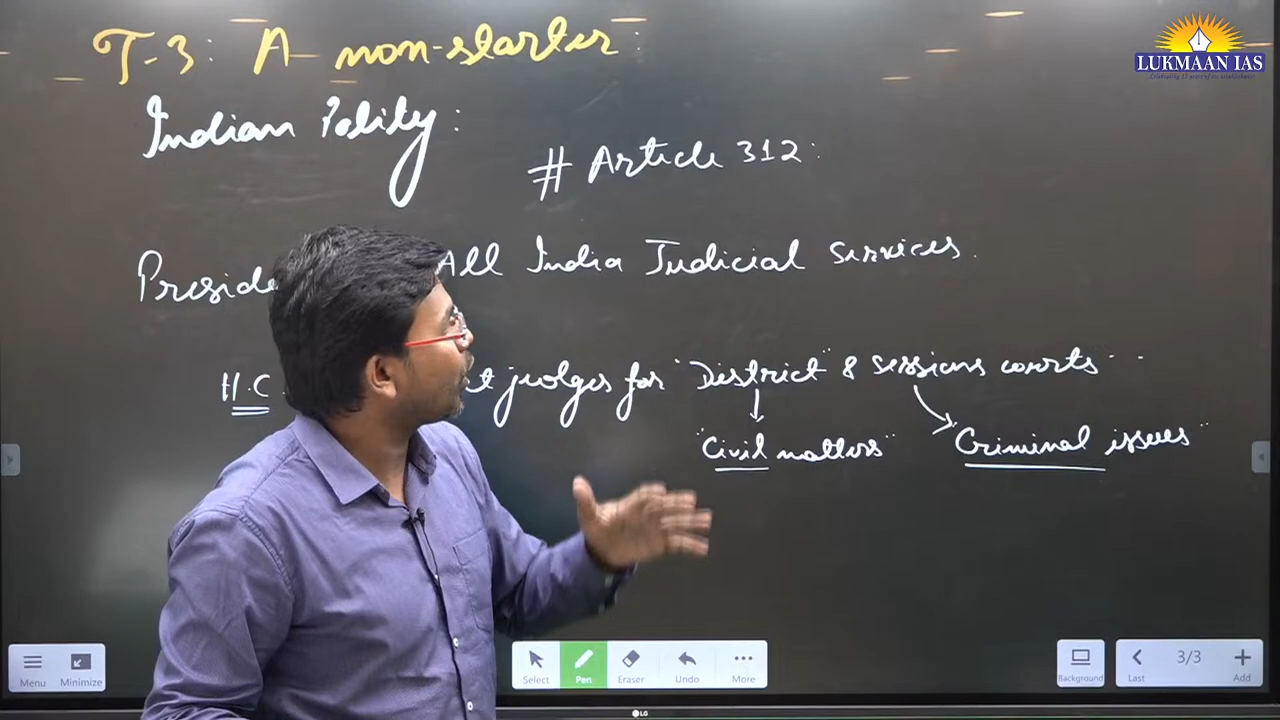 T-3: A non-starter:
LUKMAAN IAS
Indian Polity:
# Article 312:
Preside All India Judicial services.
H.C. judges for "District" & sessions courts..
"Civil matters" "Criminal issues"
Menu
Minimize
Select
Pen
Eraser
Undo
More
Background
Last
3/3
Add
LG